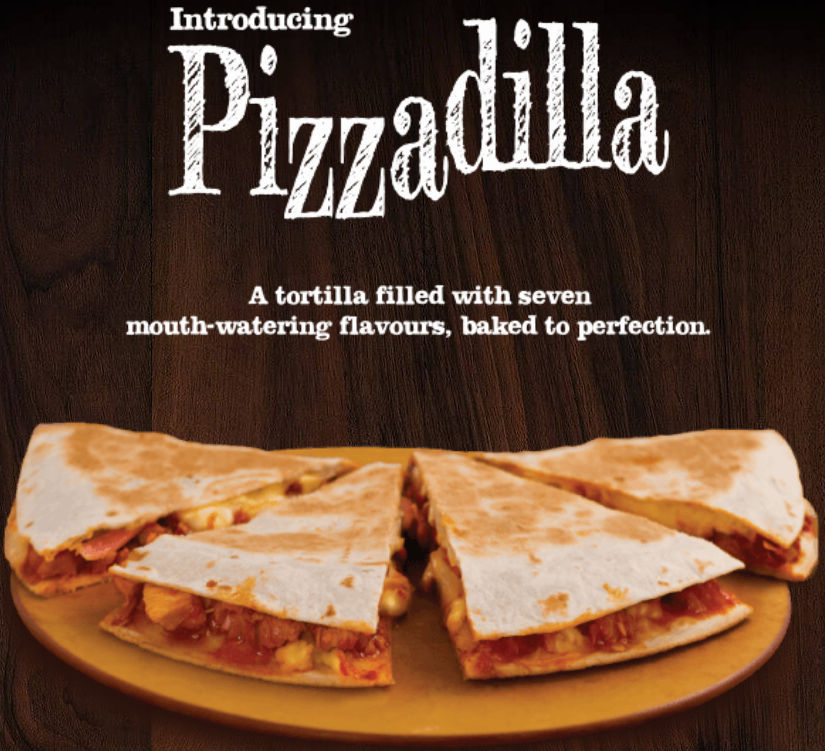 Introducing
Pizzadilla
A tortilla filled with seven
mouth-watering flavours, baked to perfection.